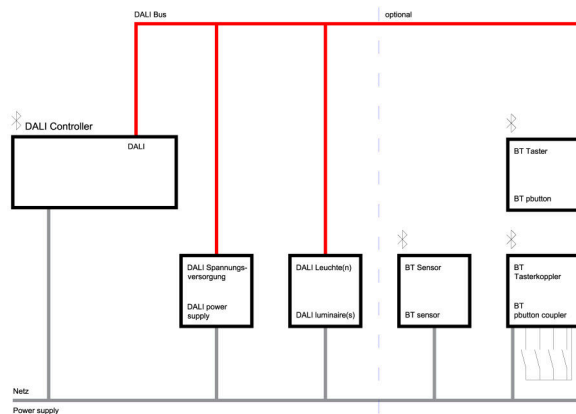 DALI Bus
optional
DALI Controller
DALI
BT Taster
BT pbutton
DALI Spannungs-
versorgung
DALI power
supply
DALI Leuchte(n)
DALI luminaire(s)
BT Sensor
BT sensor
BT
Tasterkoppler
BT
pbutton coupler
Netz
Power supply